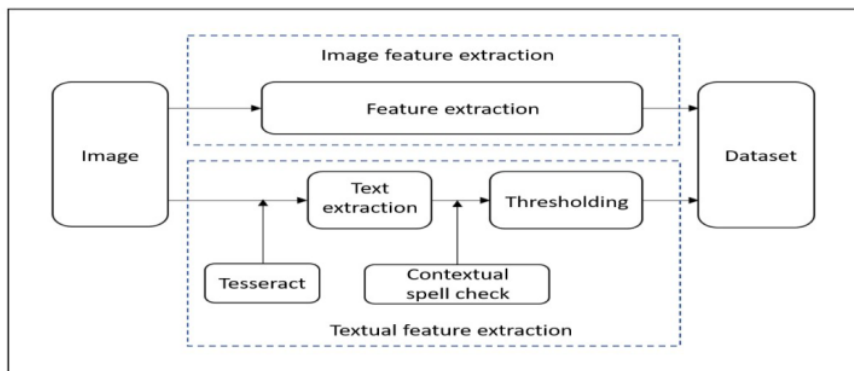 Image feature extraction
Feature extraction
Image
Dataset
Text
extraction
Thresholding
Tesseract
Contextual
spell check
Textual feature extraction